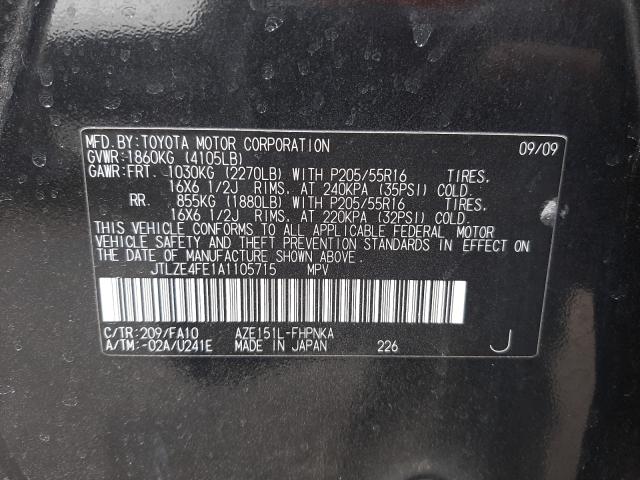 MFD.BY:TOYOTA MOTOR CORPORATION 09/09
GVWR:1860KG (4105LB)
GAWR:FRT. 1030KG (2270LB) WITH P205/55R16 TIRES.
16X6 1/2J RIMS. AT 240KPA (35PSI) COLD.
RR. 855KG (1880LB) WITH P205/55R16 TIRES.
16X6 1/2J RIMS. AT 220KPA (32PSI) COLD.
THIS VEHICLE CONFORMS TO ALL APPLICABLE FEDERAL MOTOR
VEHICLE SAFETY AND THEFT PREVENTION STANDARDS IN EFFECT ON
THE DATE OF MANUFACTURE SHOWN ABOVE.
JTLZE4FE1A1105715 MPV
C/TR:209/FA10 AZE151L-FHPNKA
A/TM:-02A/U241E MADE IN JAPAN 226 J